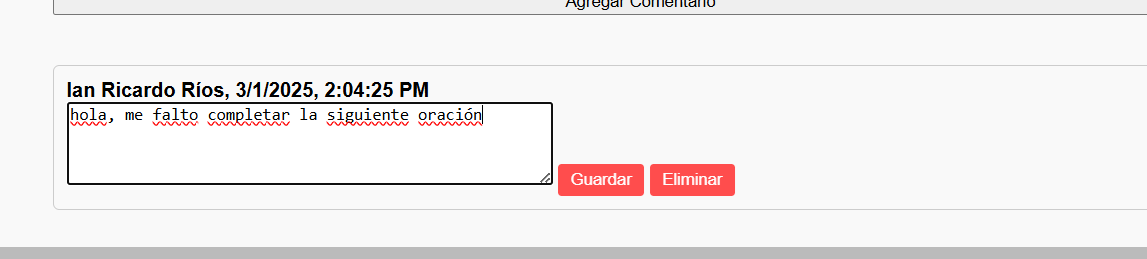 Agregar Comentario
Ian Ricardo Ríos, 3/1/2025, 2:04:25 PM
hola, me falto completar la siguiente oración
Guardar Eliminar